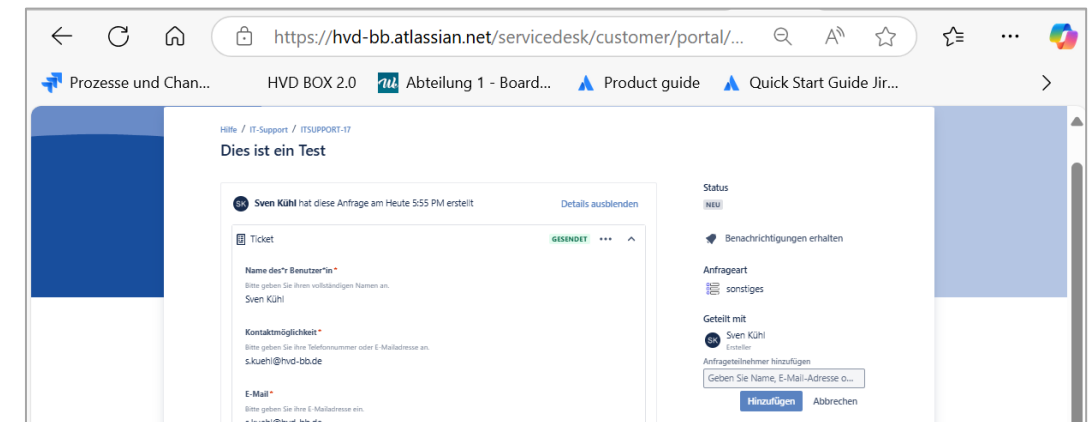 https://hvd-bb.atlassian.net/servicedesk/customer/portal/...
Prozesse und Chan...
HVD BOX 2.0
Abteilung 1 - Board...
Product guide
Quick Start Guide Jir...
Hilfe / IT-Support / ITSUPPORT-17
Dies ist ein Test
SK Sven Kühl hat diese Anfrage am Heute 5:55 PM erstellt
Details ausblenden
Ticket
GESENDET
Name des*r Benutzer*in *
Bitte geben Sie ihren vollständigen Namen an.
Sven Kühl
Kontaktmöglichkeit *
Bitte geben Sie Ihre Telefonnummer oder E-Mailadresse an.
s.kuehl@hvd-bb.de
E-Mail *
Bitte geben Sie ihre E-Mailadresse ein.
s.kuehl@hvd-bb.de
Status
NEU
Benachrichtigungen erhalten
Anfrageart
sonstiges
Geteilt mit
SK Sven Kühl
Ersteller
Anfrageteilnehmer hinzufügen
Geben Sie Name, E-Mail-Adresse o...
Hinzufügen
Abbrechen